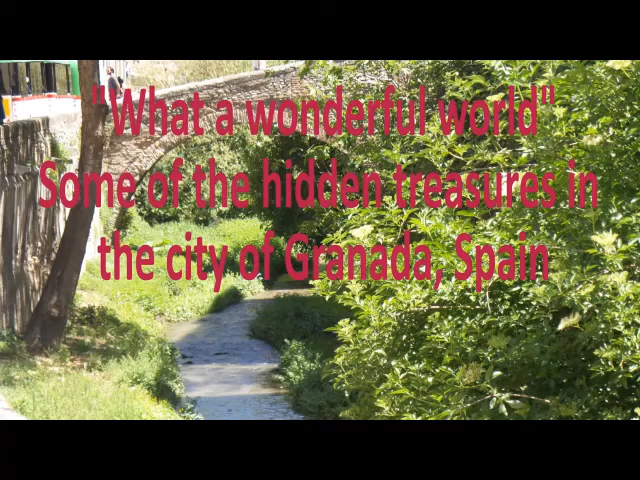 "What a wonderful world"
Some of the hidden treasures in
the city of Granada, Spain